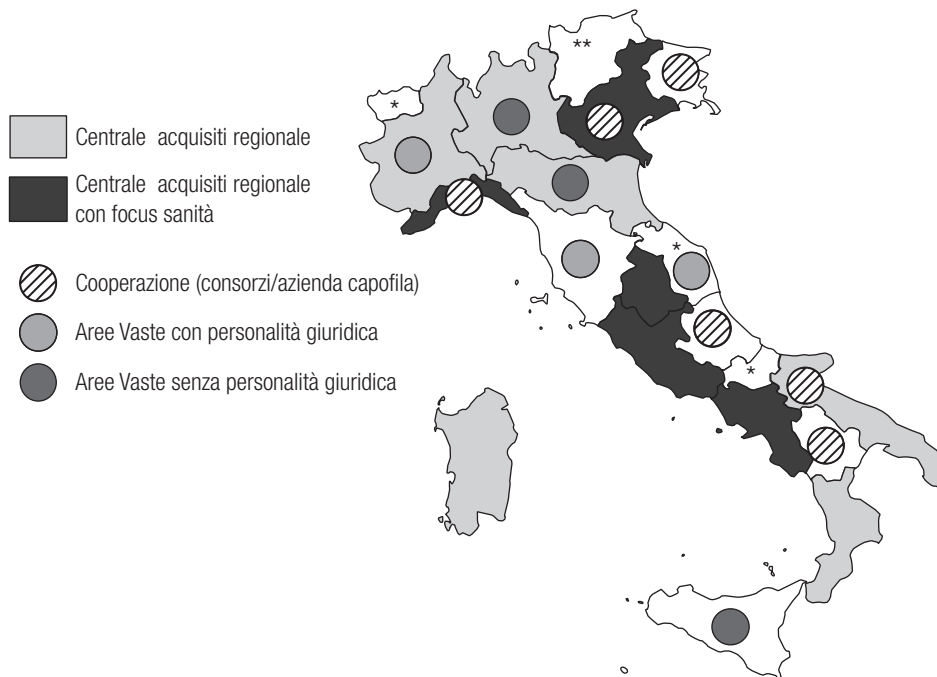 **
*
Centrale acquisiti regionale
Centrale acquisiti regionale
con focus sanità
*
Cooperazione (consorzi/azienda capofila)
Aree Vaste con personalità giuridica
*
Aree Vaste senza personalità giuridica